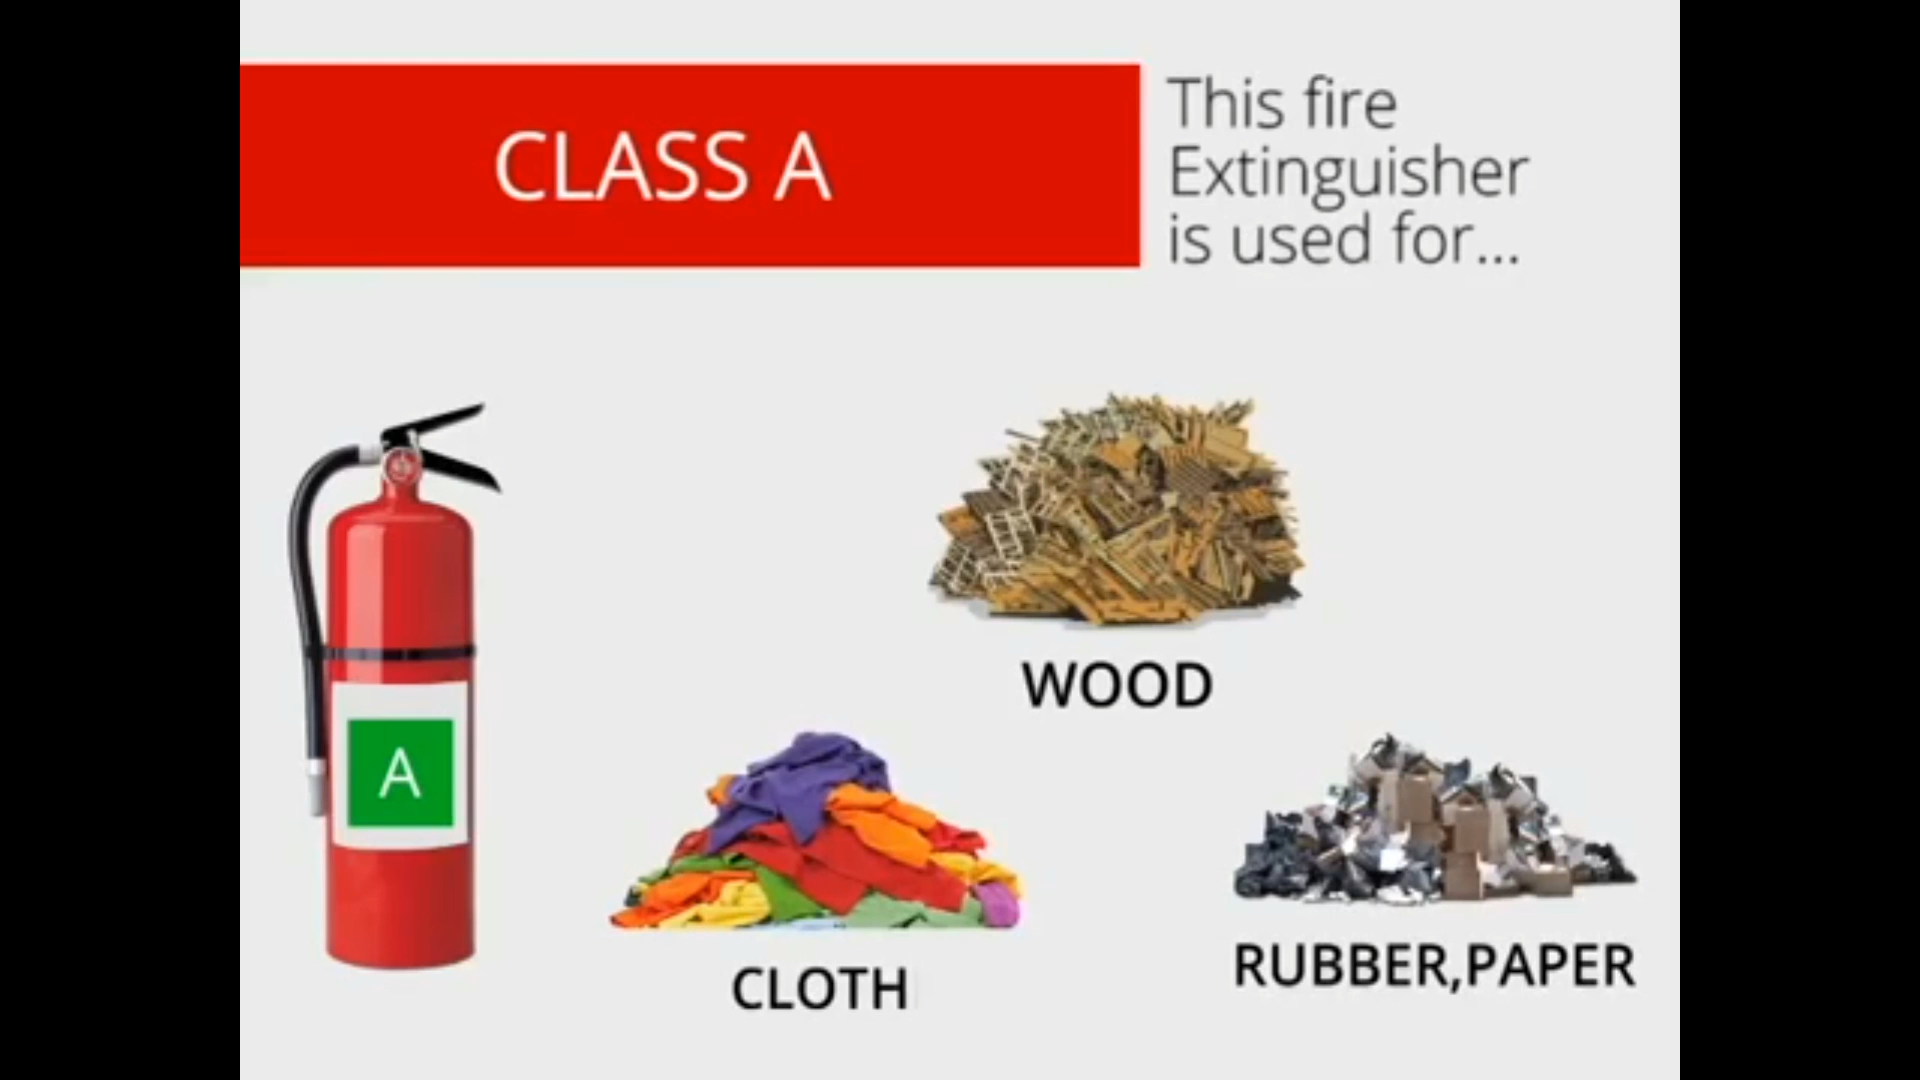 CLASS A
This fire
Extinguisher
is used for...
WOOD
A
CLOTH
RUBBER,PAPER